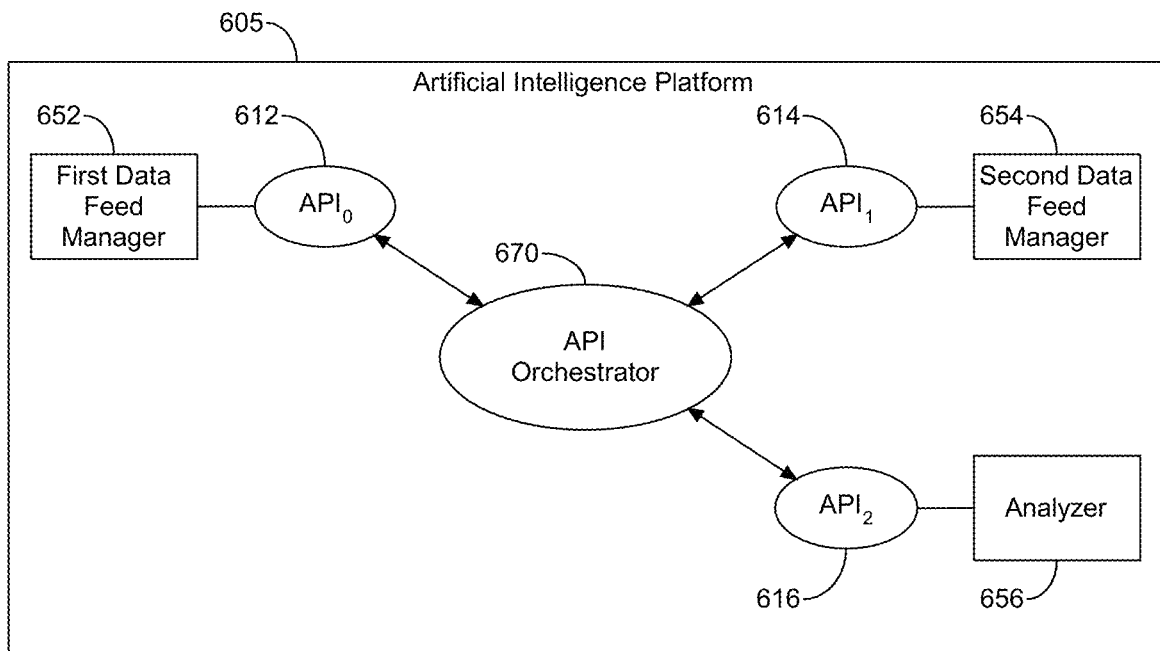 605
Artificial Intelligence Platform
652
612
614
654
First Data
Feed
Manager
API₀
API₁
Second Data
Feed
Manager
670
API
Orchestrator
API₂
Analyzer
616
656